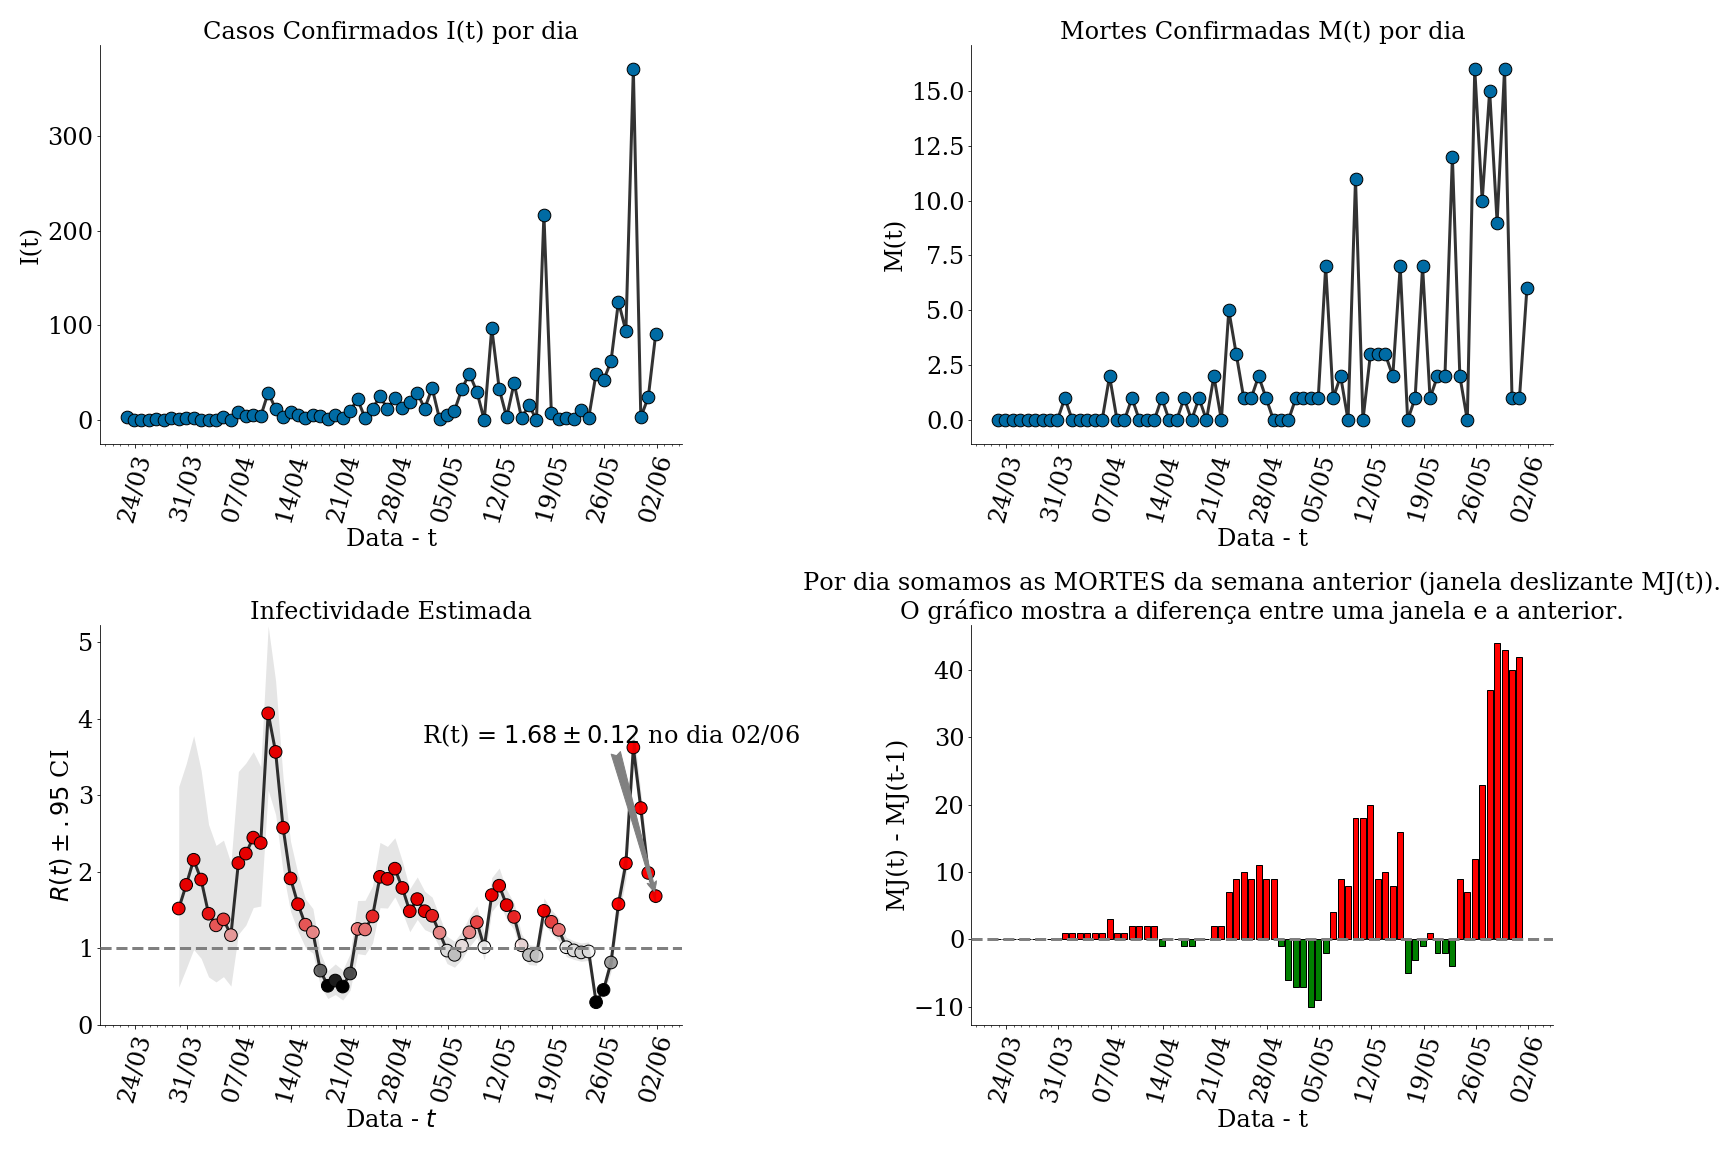 Casos Confirmados I(t) por dia
I(t)
300
200
100
0
24/03 31/03 07/04 14/04 21/04 28/04 05/05 12/05 19/05 26/05 02/06
Data - t
Mortes Confirmadas M(t) por dia
M(t)
15.0
12.5
10.0
7.5
5.0
2.5
0.0
24/03 31/03 07/04 14/04 21/04 28/04 05/05 12/05 19/05 26/05 02/06
Data - t
Infectividade Estimada
R(t) ± .95 CI
5
4
3
2
1
0
R(t) = 1.68 ± 0.12 no dia 02/06
24/03 31/03 07/04 14/04 21/04 28/04 05/05 12/05 19/05 26/05 02/06
Data - t
Por dia somamos as MORTES da semana anterior (janela deslizante MJ(t)).
O gráfico mostra a diferença entre uma janela e a anterior.
MJ(t) - MJ(t-1)
40
30
20
10
0
−10
24/03 31/03 07/04 14/04 21/04 28/04 05/05 12/05 19/05 26/05 02/06
Data - t